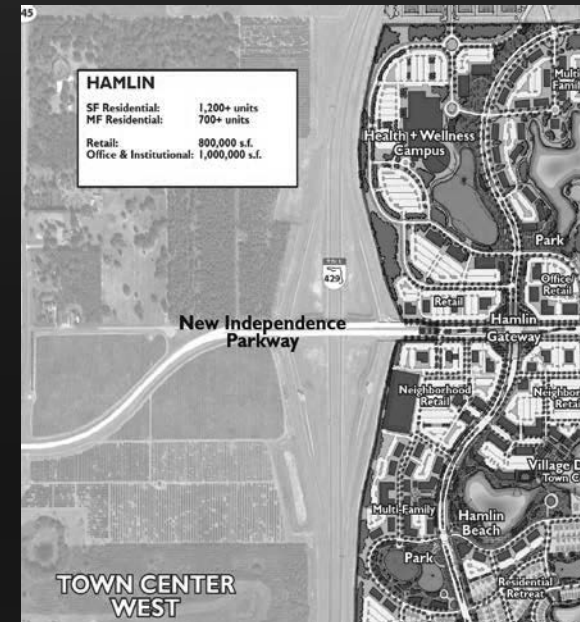 45
HAMLIN
SF Residential: 1,200+ units
MF Residential: 700+ units
Retail: 800,000 s.f.
Office & Institutional: 1,000,000 s.f.
Multi
Famil
Health + Wellness
Campus
Park
429
Office/
Retail
Retail
New Independence
Parkway
Hamlin
Gateway
Neighborhood
Retail
Neighbor
Retai
Village D
Town C
Multi-Family
Hamlin
Beach
Park
Residential
Retreat
TOWN CENTER
WEST